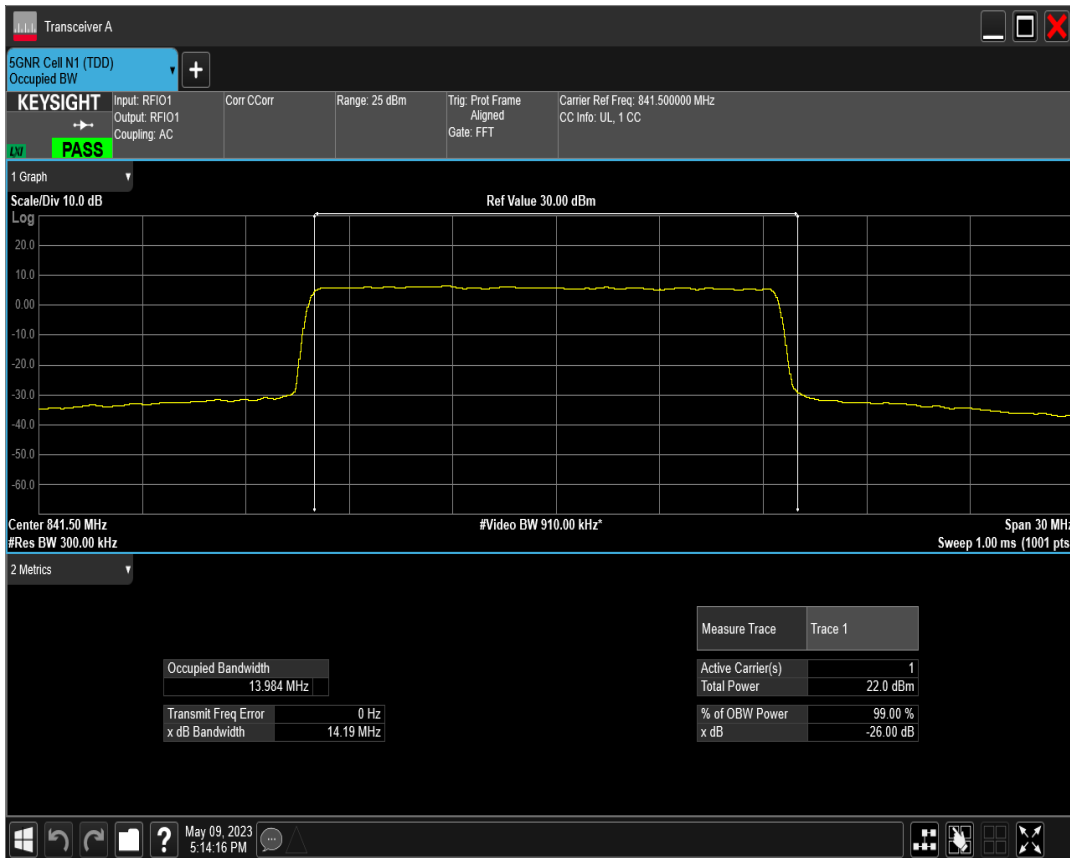 Transceiver A
5GNR Cell N1 (TDD)
Occupied BW
+
KEYSIGHT
LXI
PASS
Input: RFIO1
Output: RFIO1
Coupling: AC
Corr CCorr
Range: 25 dBm
Trig: Prot Frame
Aligned
Gate: FFT
Carrier Ref Freq: 841.500000 MHz
CC Info: UL, 1 CC
1 Graph
Scale/Div 10.0 dB
Ref Value 30.00 dBm
Log
20.0
10.0
0.00
-10.0
-20.0
-30.0
-40.0
-50.0
-60.0
Center 841.50 MHz
#Video BW 910.00 kHz*
Span 30 MHz
#Res BW 300.00 kHz
Sweep 1.00 ms (1001 pts
2 Metrics
Measure Trace Trace 1
Occupied Bandwidth
13.984 MHz
Active Carrier(s) 1
Total Power 22.0 dBm
Transmit Freq Error 0 Hz
x dB Bandwidth 14.19 MHz
% of OBW Power 99.00 %
x dB -26.00 dB
?
May 09, 2023
5:14:16 PM